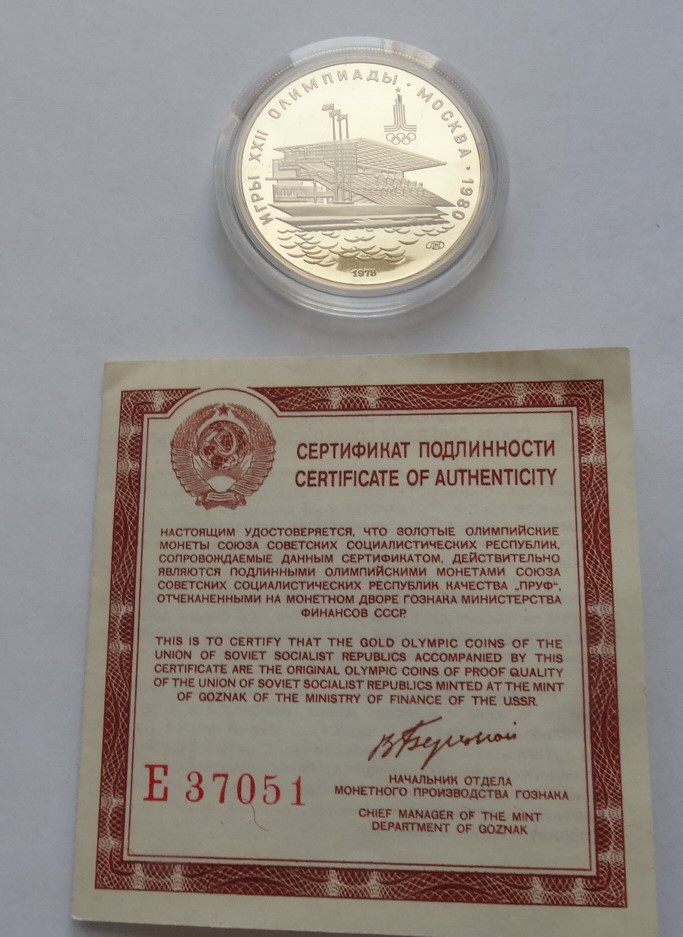 ИГРЫ XXII ОЛИМПИАДЫ · МОСКВА · 1980
1978
СЕРТИФИКАТ ПОДЛИННОСТИ
CERTIFICATE OF AUTHENTICITY
НАСТОЯЩИМ УДОСТОВЕРЯЕТСЯ, ЧТО ЗОЛОТЫЕ ОЛИМПИЙСКИЕ
МОНЕТЫ СОЮЗА СОВЕТСКИХ СОЦИАЛИСТИЧЕСКИХ РЕСПУБЛИК,
СОПРОВОЖДАЕМЫЕ ДАННЫМ СЕРТИФИКАТОМ, ДЕЙСТВИТЕЛЬНО
ЯВЛЯЮТСЯ ПОДЛИННЫМИ ОЛИМПИЙСКИМИ МОНЕТАМИ СОЮЗА
СОВЕТСКИХ СОЦИАЛИСТИЧЕСКИХ РЕСПУБЛИК КАЧЕСТВА „ПРУФ“,
ОТЧЕКАНЕННЫМИ НА МОНЕТНОМ ДВОРЕ ГОЗНАКА МИНИСТЕРСТВА
ФИНАНСОВ СССР.
THIS IS TO CERTIFY THAT THE GOLD OLYMPIC COINS OF THE
UNION OF SOVIET SOCIALIST REPUBLICS ACCOMPANIED BY THIS
CERTIFICATE ARE THE ORIGINAL OLYMPIC COINS OF PROOF QUALITY
OF THE UNION OF SOVIET SOCIALIST REPUBLICS MINTED AT THE MINT
OF GOZNAK OF THE MINISTRY OF FINANCE OF THE USSR.
E 37051
НАЧАЛЬНИК ОТДЕЛА
МОНЕТНОГО ПРОИЗВОДСТВА ГОЗНАКА
CHIEF MANAGER OF THE MINT
DEPARTMENT OF GOZNAK